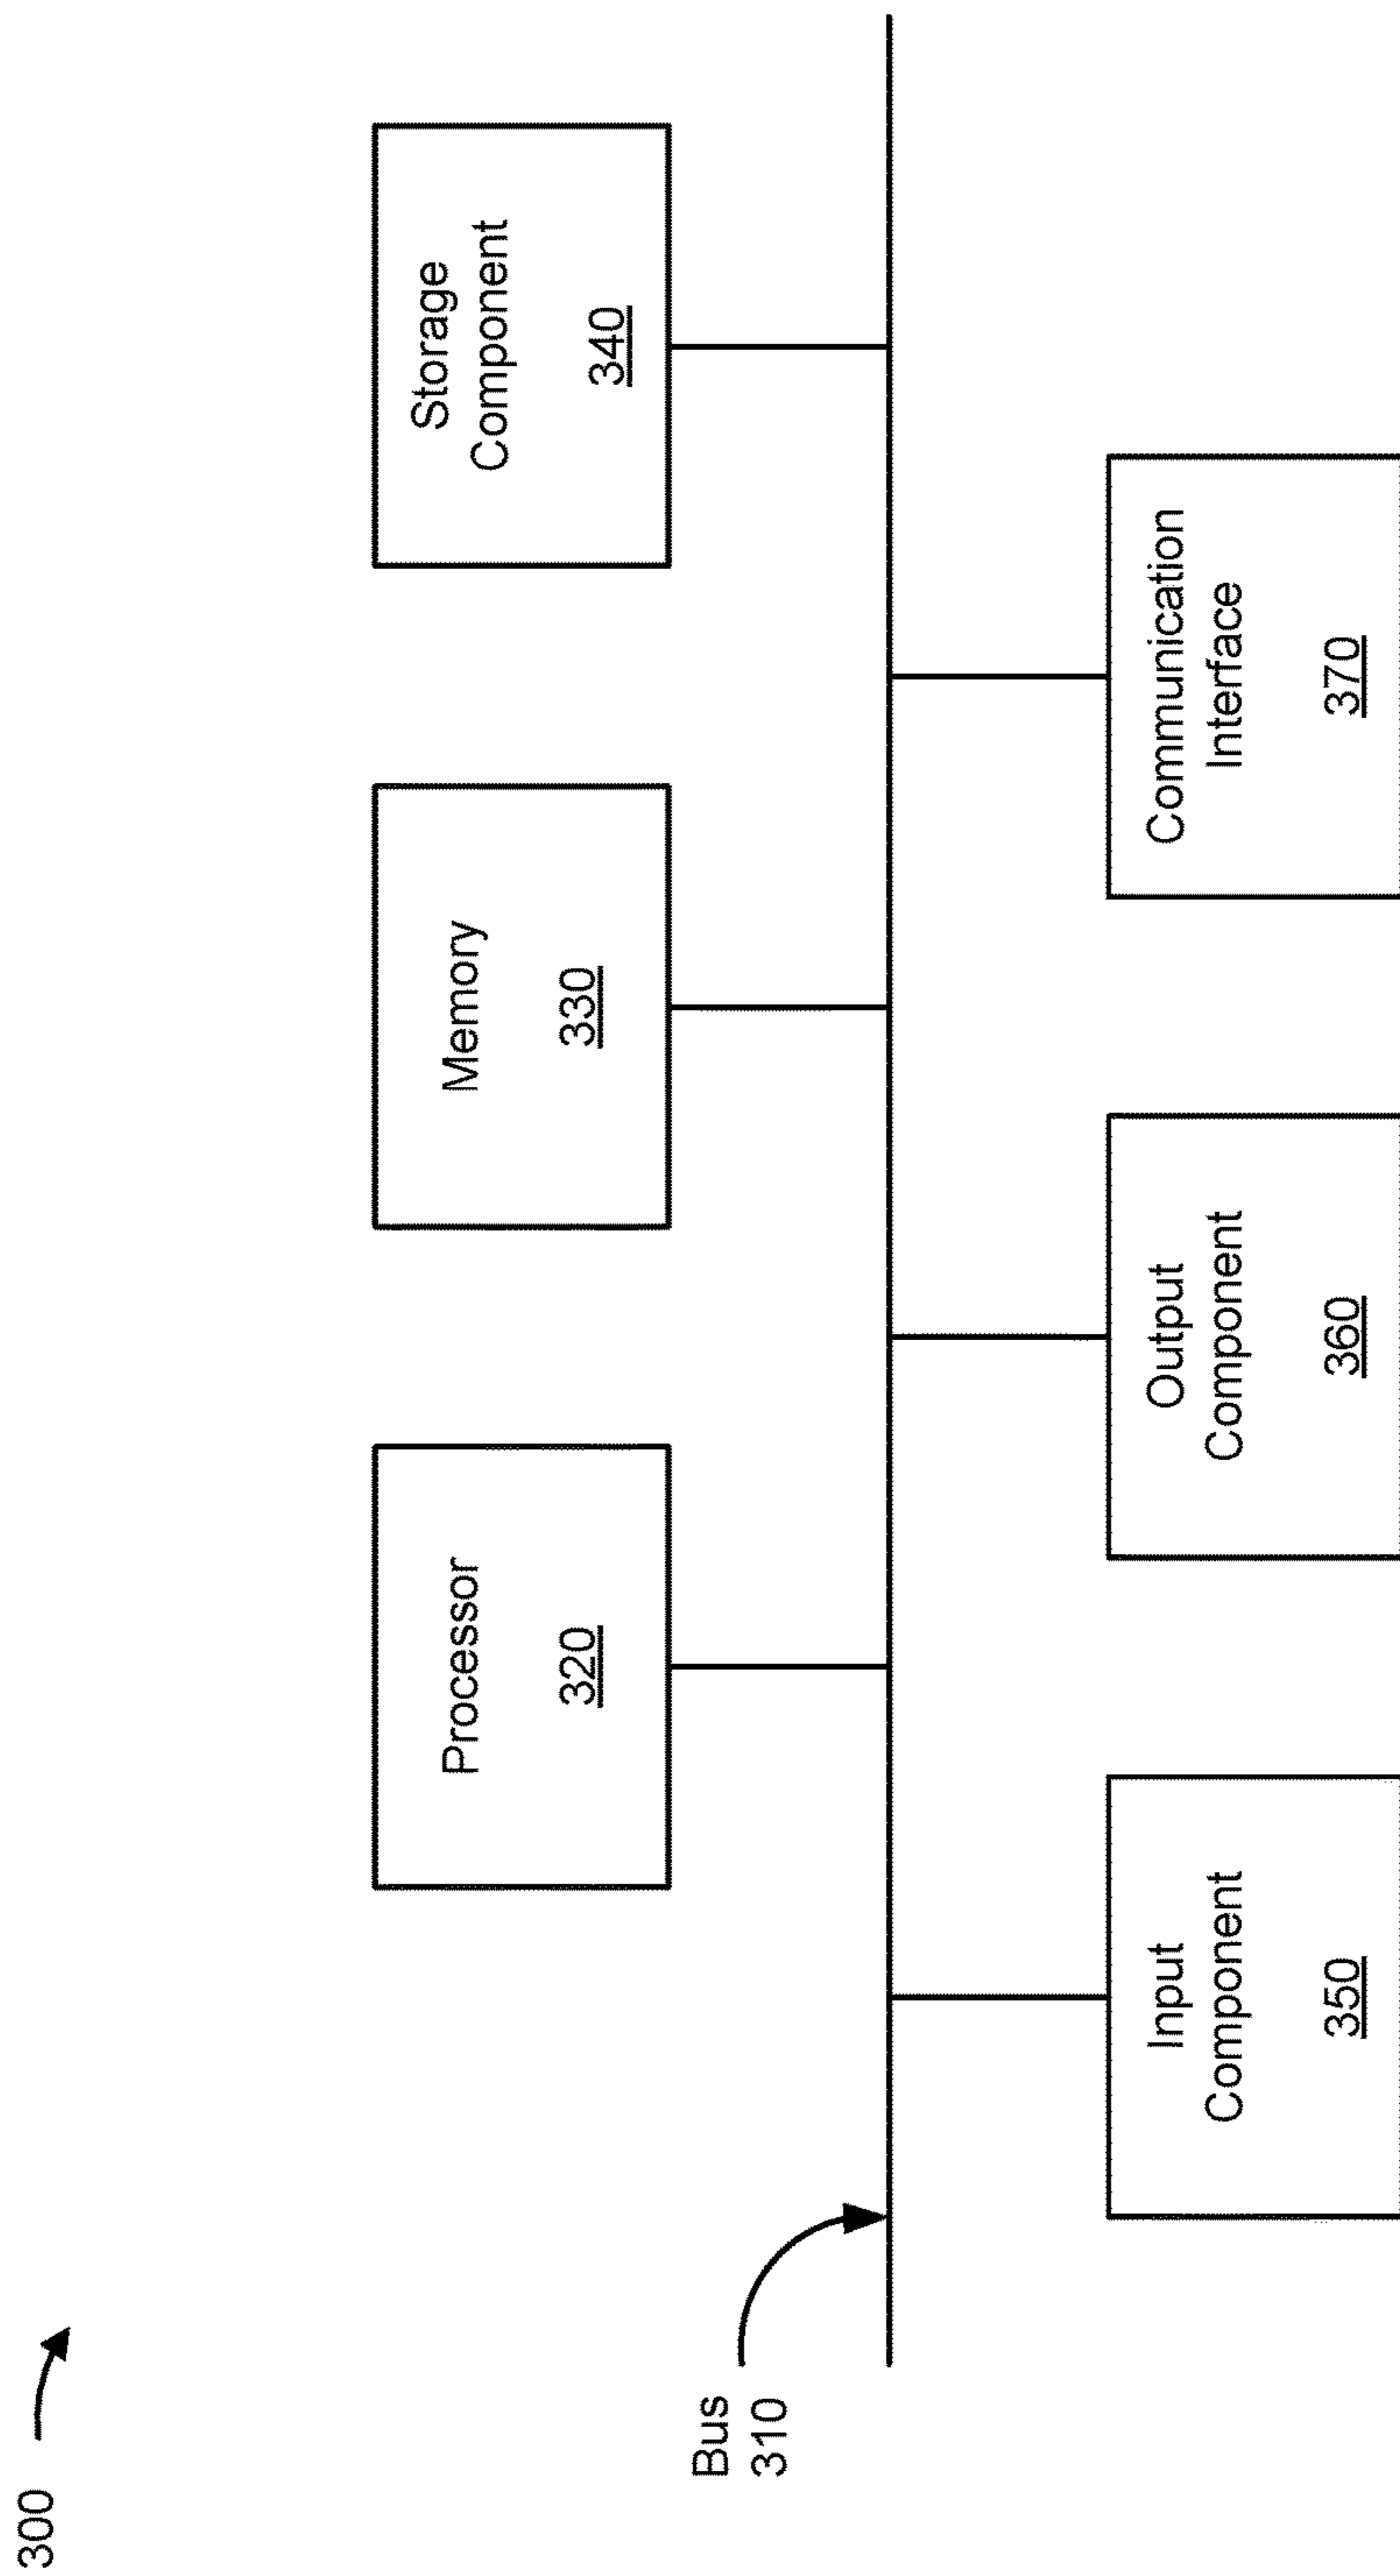 300
Processor
320
Memory
330
Storage
Component
340
Bus
310
Input
Component
350
Output
Component
360
Communication
Interface
370